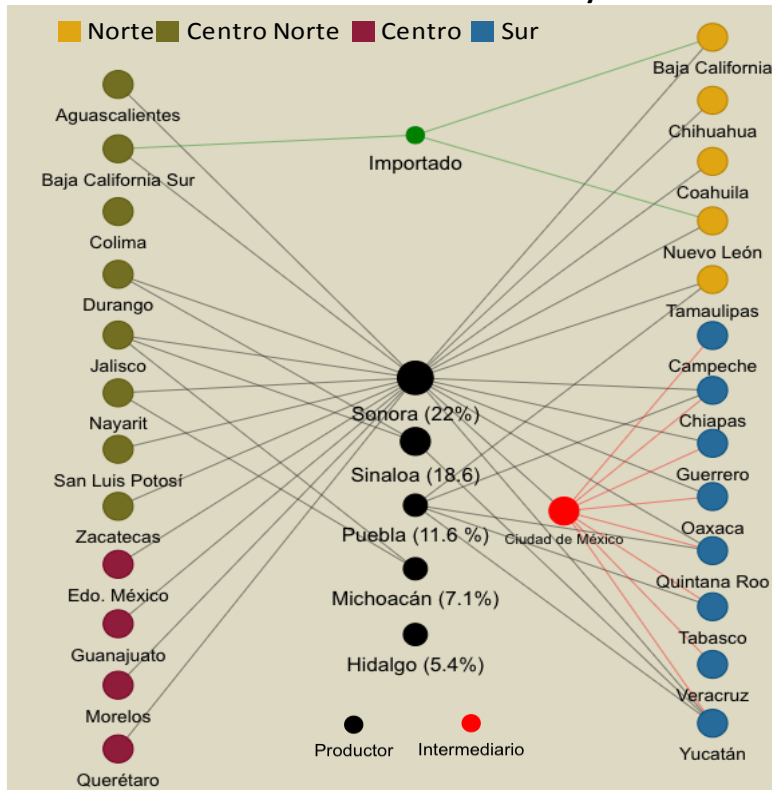 Norte Centro Norte Centro Sur
Aguascalientes
Baja California Sur
Colima
Durango
Jalisco
Nayarit
San Luis Potosí
Zacatecas
Edo. México
Guanajuato
Morelos
Querétaro
Importado
Sonora (22%)
Sinaloa (18.6)
Puebla (11.6 %)
Michoacán (7.1%)
Hidalgo (5.4%)
Productor
Intermediario
Ciudad de México
Baja California
Chihuahua
Coahuila
Nuevo León
Tamaulipas
Campeche
Chiapas
Guerrero
Oaxaca
Quintana Roo
Tabasco
Veracruz
Yucatán